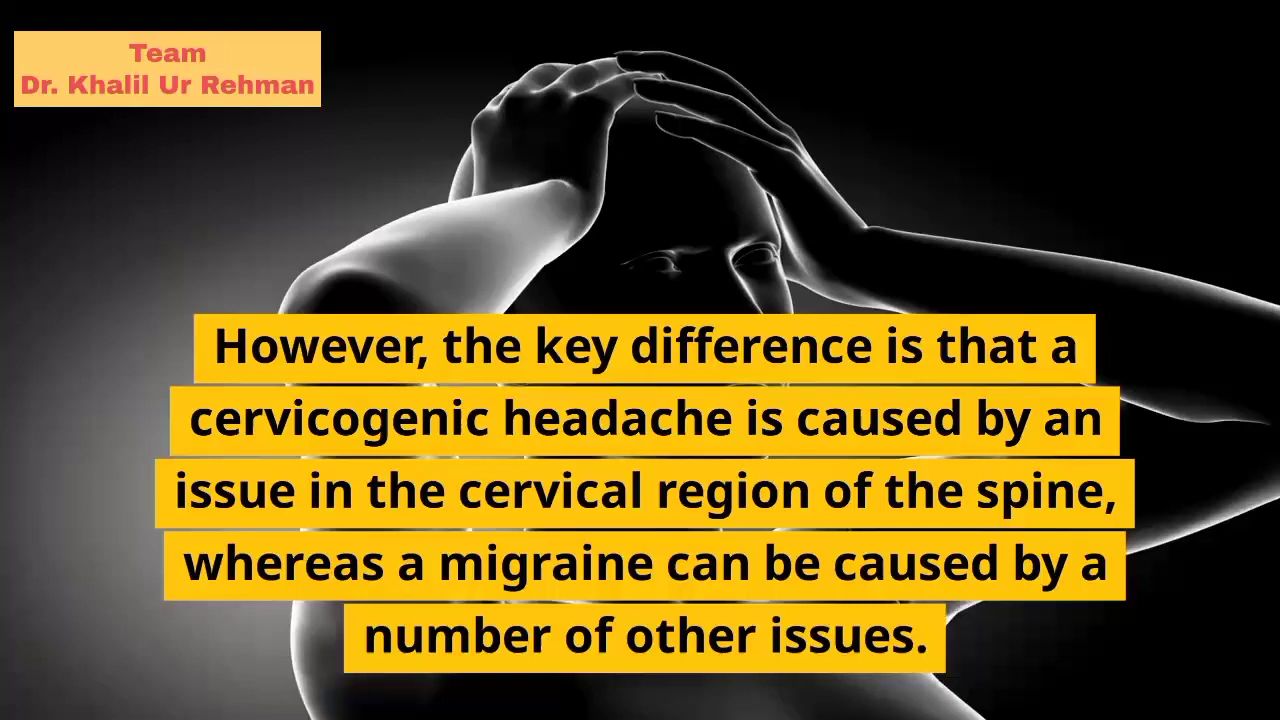 Team
Dr. Khalil Ur Rehman
However, the key difference is that a
cervicogenic headache is caused by an
issue in the cervical region of the spine,
whereas a migraine can be caused by a
number of other issues.